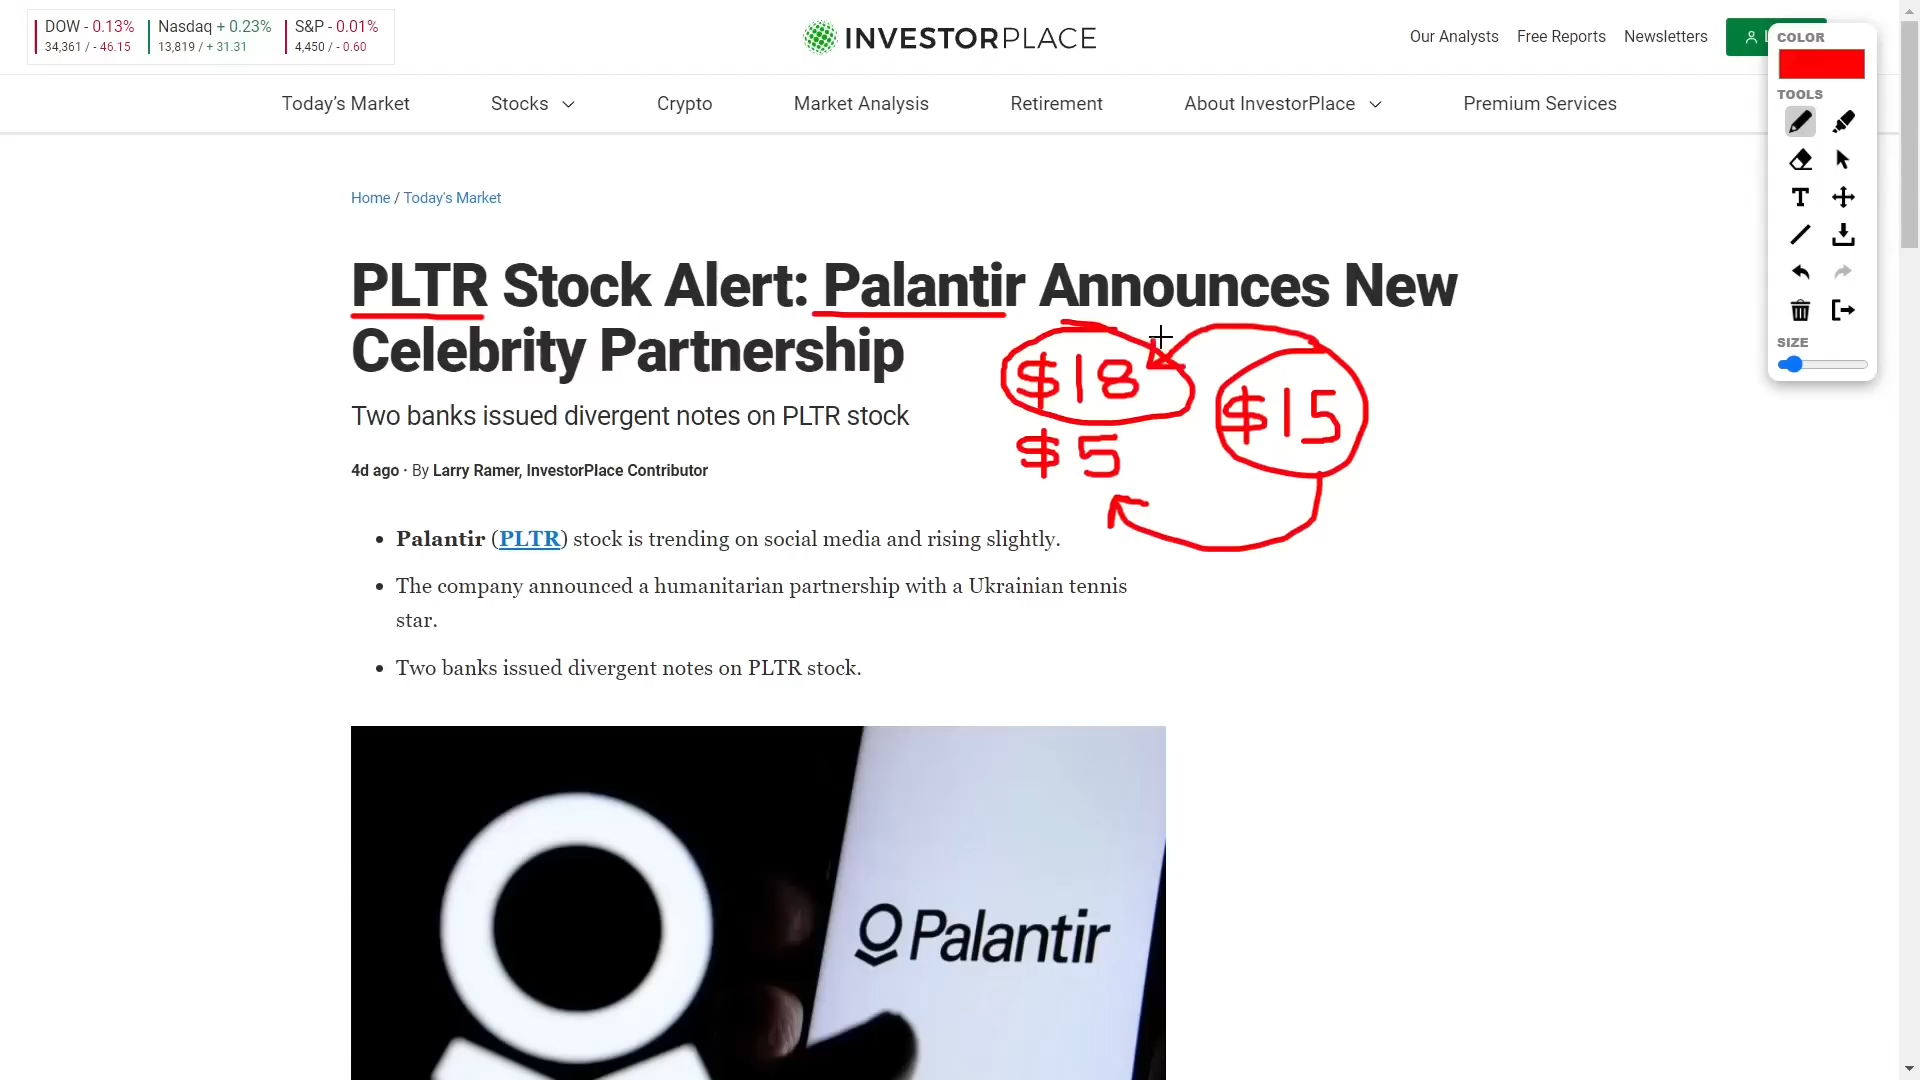 DOW - 0.13% Nasdaq + 0.23% S&P - 0.01%
34,361 / - 46.15 13,819 / + 31.31 4,450 / - 0.60
INVESTORPLACE
Our Analysts Free Reports Newsletters
COLOR
TOOLS
T
SIZE
Today’s Market Stocks Crypto Market Analysis Retirement About InvestorPlace Premium Services
Home / Today's Market
PLTR Stock Alert: Palantir Announces New
Celebrity Partnership
$18
$15
Two banks issued divergent notes on PLTR stock
$5
4d ago · By Larry Ramer, InvestorPlace Contributor
• Palantir (PLTR) stock is trending on social media and rising slightly.
• The company announced a humanitarian partnership with a Ukrainian tennis
star.
• Two banks issued divergent notes on PLTR stock.
Palantir